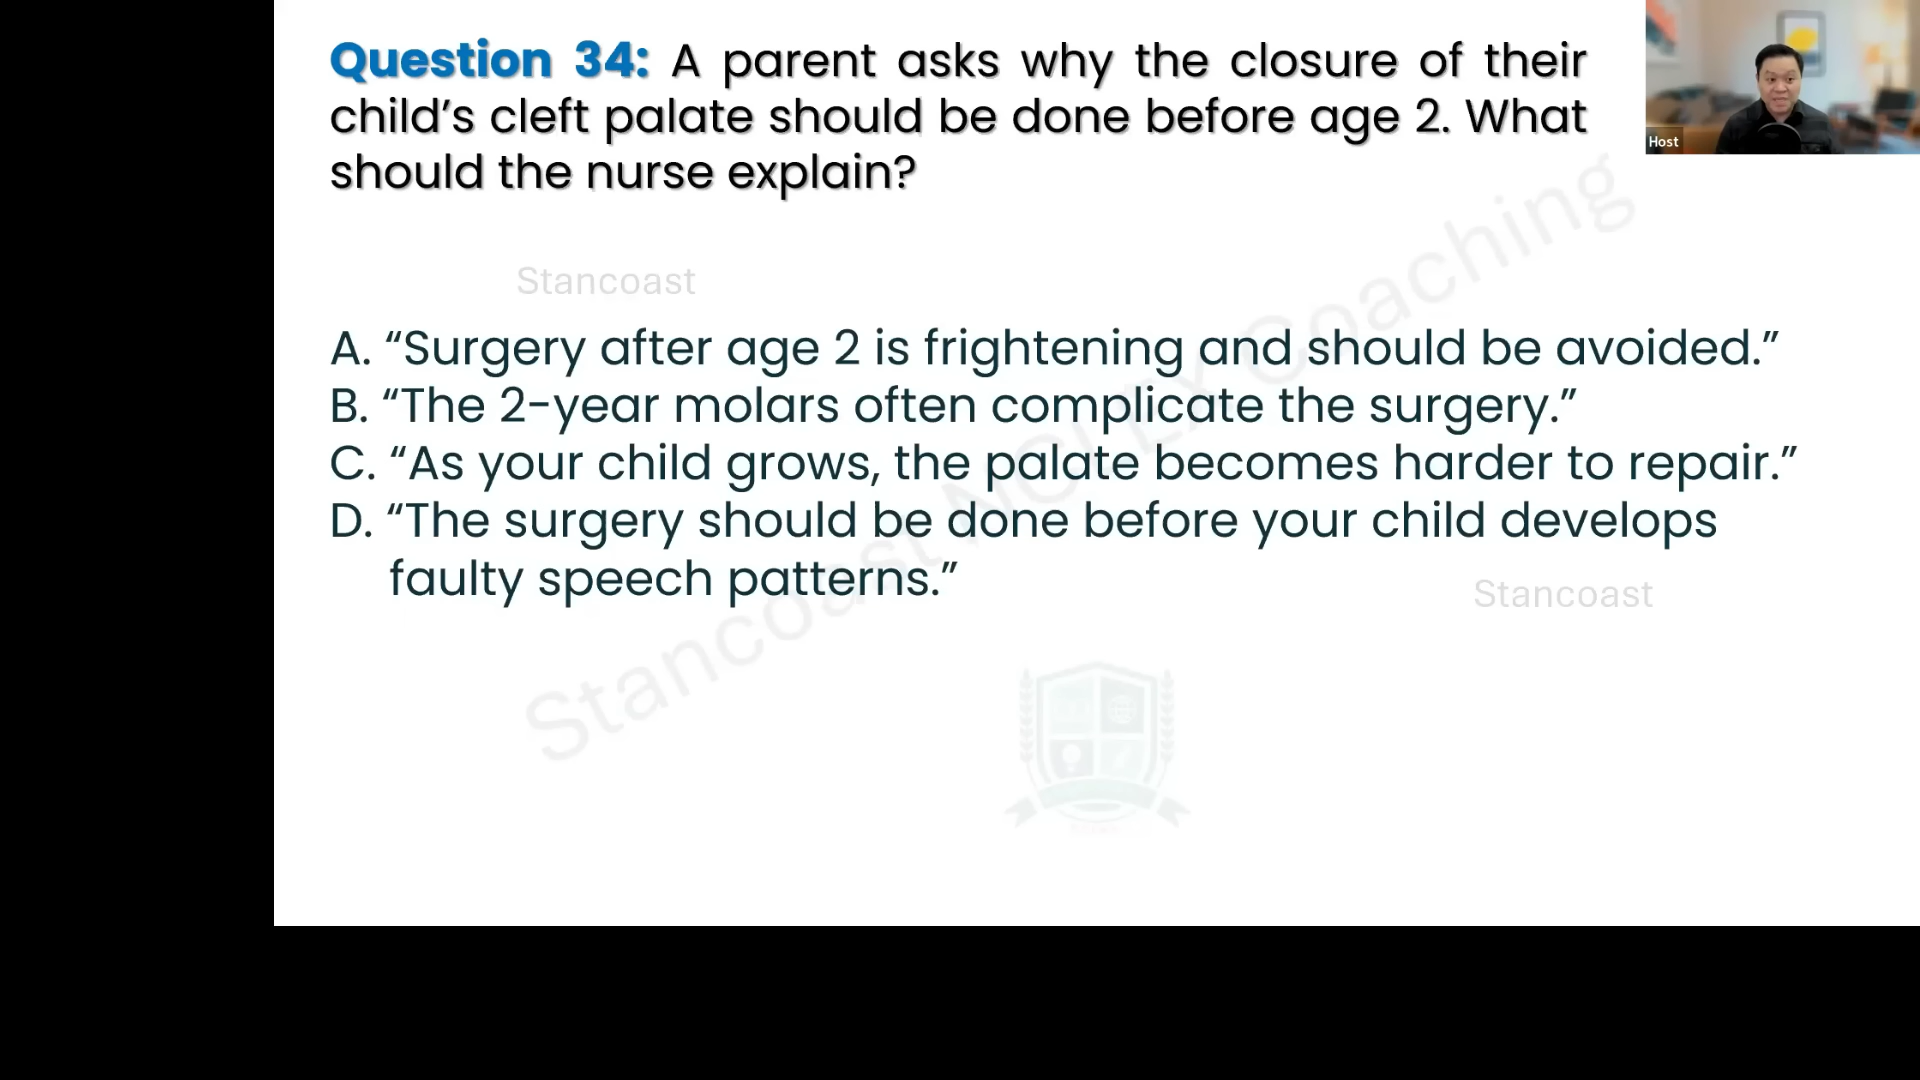 Question 34: A parent asks why the closure of their
child’s cleft palate should be done before age 2. What
should the nurse explain?
Host
Stancoast
A. “Surgery after age 2 is frightening and should be avoided.”
B. “The 2-year molars often complicate the surgery.”
C. “As your child grows, the palate becomes harder to repair.”
D. “The surgery should be done before your child develops
faulty speech patterns.”
Stancoast
Stancoast NCLEX Coaching